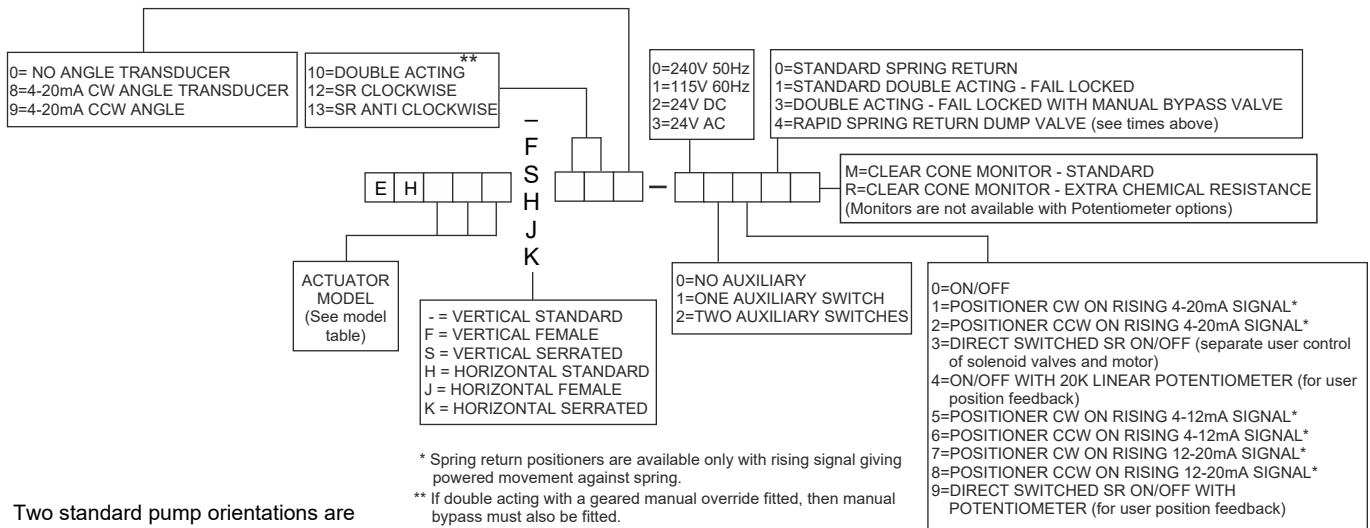 0= NO ANGLE TRANSDUCER
8=4-20mA CW ANGLE TRANSDUCER
9=4-20mA CCW ANGLE
**
10=DOUBLE ACTING
12=SR CLOCKWISE
13=SR ANTI CLOCKWISE
0=240V 50Hz
1=115V 60Hz
2=24V DC
3=24V AC
0=STANDARD SPRING RETURN
1=STANDARD DOUBLE ACTING - FAIL LOCKED
3=DOUBLE ACTING - FAIL LOCKED WITH MANUAL BYPASS VALVE
4=RAPID SPRING RETURN DUMP VALVE (see times above)
–
F
S
H
J
K
E H
–
M=CLEAR CONE MONITOR - STANDARD
R=CLEAR CONE MONITOR - EXTRA CHEMICAL RESISTANCE
(Monitors are not available with Potentiometer options)
ACTUATOR
MODEL
(See model
table)
- = VERTICAL STANDARD
F = VERTICAL FEMALE
S = VERTICAL SERRATED
H = HORIZONTAL STANDARD
J = HORIZONTAL FEMALE
K = HORIZONTAL SERRATED
0=NO AUXILIARY
1=ONE AUXILIARY SWITCH
2=TWO AUXILIARY SWITCHES
0=ON/OFF
1=POSITIONER CW ON RISING 4-20mA SIGNAL*
2=POSITIONER CCW ON RISING 4-20mA SIGNAL*
3=DIRECT SWITCHED SR ON/OFF (separate user control
of solenoid valves and motor)
4=ON/OFF WITH 20K LINEAR POTENTIOMETER (for user
position feedback)
5=POSITIONER CW ON RISING 4-12mA SIGNAL*
6=POSITIONER CCW ON RISING 4-12mA SIGNAL*
7=POSITIONER CW ON RISING 12-20mA SIGNAL*
8=POSITIONER CCW ON RISING 12-20mA SIGNAL*
9=DIRECT SWITCHED SR ON/OFF WITH
POTENTIOMETER (for user position feedback)
* Spring return positioners are available only with rising signal giving
powered movement against spring.
** If double acting with a geared manual override fitted, then manual
bypass must also be fitted.
Two standard pump orientations are